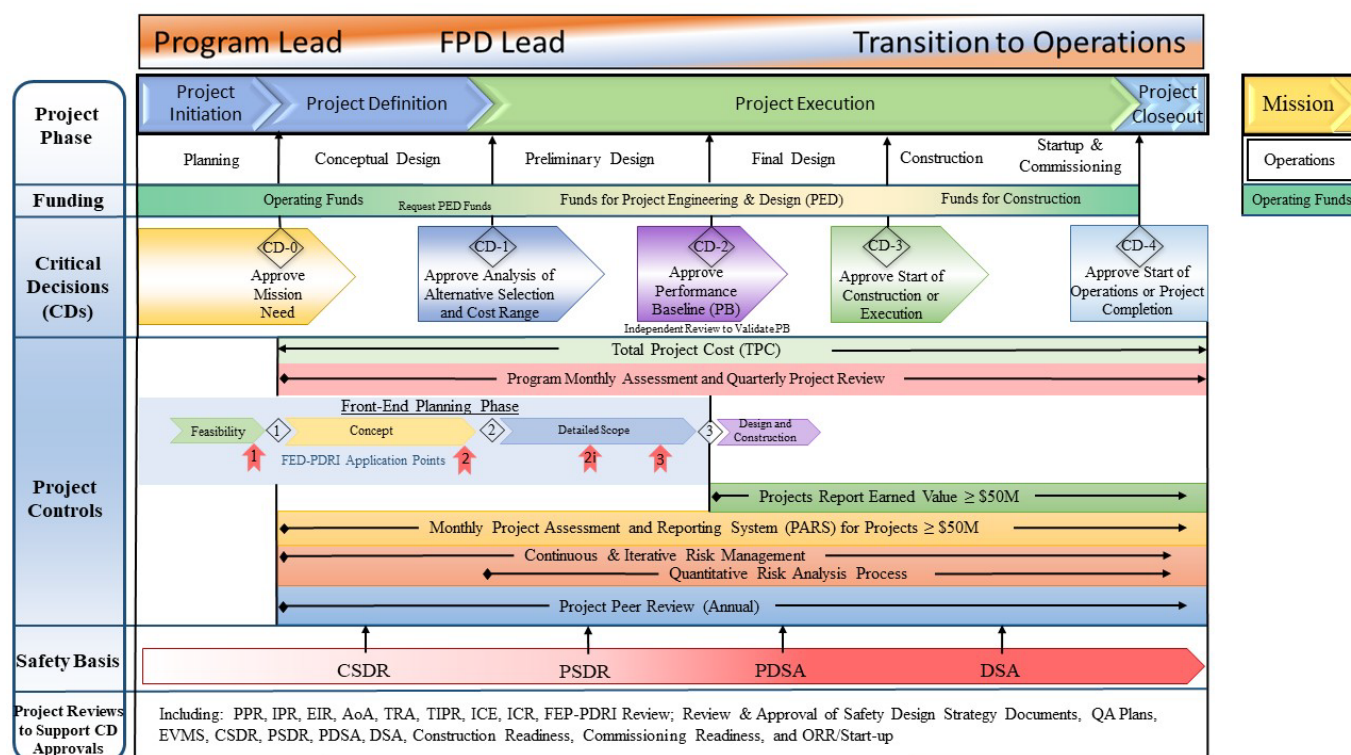 Program Lead
FPD Lead
Transition to Operations
Project
Phase
Project
Initiation
Project Definition
Project Execution
Project
Closeout
Mission
Planning
Conceptual Design
Preliminary Design
Final Design
Construction
Startup &
Commissioning
Operations
Funding
Operating Funds
Request PED Funds
Funds for Project Engineering & Design (PED)
Funds for Construction
Operating Funds
Critical
Decisions
(CDs)
CD-0
Approve
Mission
Need
CD-1
Approve Analysis of
Alternative Selection
and Cost Range
CD-2
Approve
Performance
Baseline (PB)
Independent Review to Validate PB
CD-3
Approve Start of
Construction or
Execution
CD-4
Approve Start of
Operations or Project
Completion
Project
Controls
Total Project Cost (TPC)
Program Monthly Assessment and Quarterly Project Review
Front-End Planning Phase
Feasibility
1
Concept
2
Detailed Scope
3
Design and
Construction
1
FED-PDRI Application Points
2
2i
3
Projects Report Earned Value ≥ $50M
Monthly Project Assessment and Reporting System (PARS) for Projects ≥ $50M
Continuous & Iterative Risk Management
Quantitative Risk Analysis Process
Project Peer Review (Annual)
Safety Basis
CSDR
PSDR
PDSA
DSA
Project Reviews
to Support CD
Approvals
Including: PPR, IPR, EIR, AoA, TRA, TIPR, ICE, ICR, FEP-PDRI Review; Review & Approval of Safety Design Strategy Documents, QA Plans,
EVMS, CSDR, PSDR, PDSA, DSA, Construction Readiness, Commissioning Readiness, and ORR/Start-up